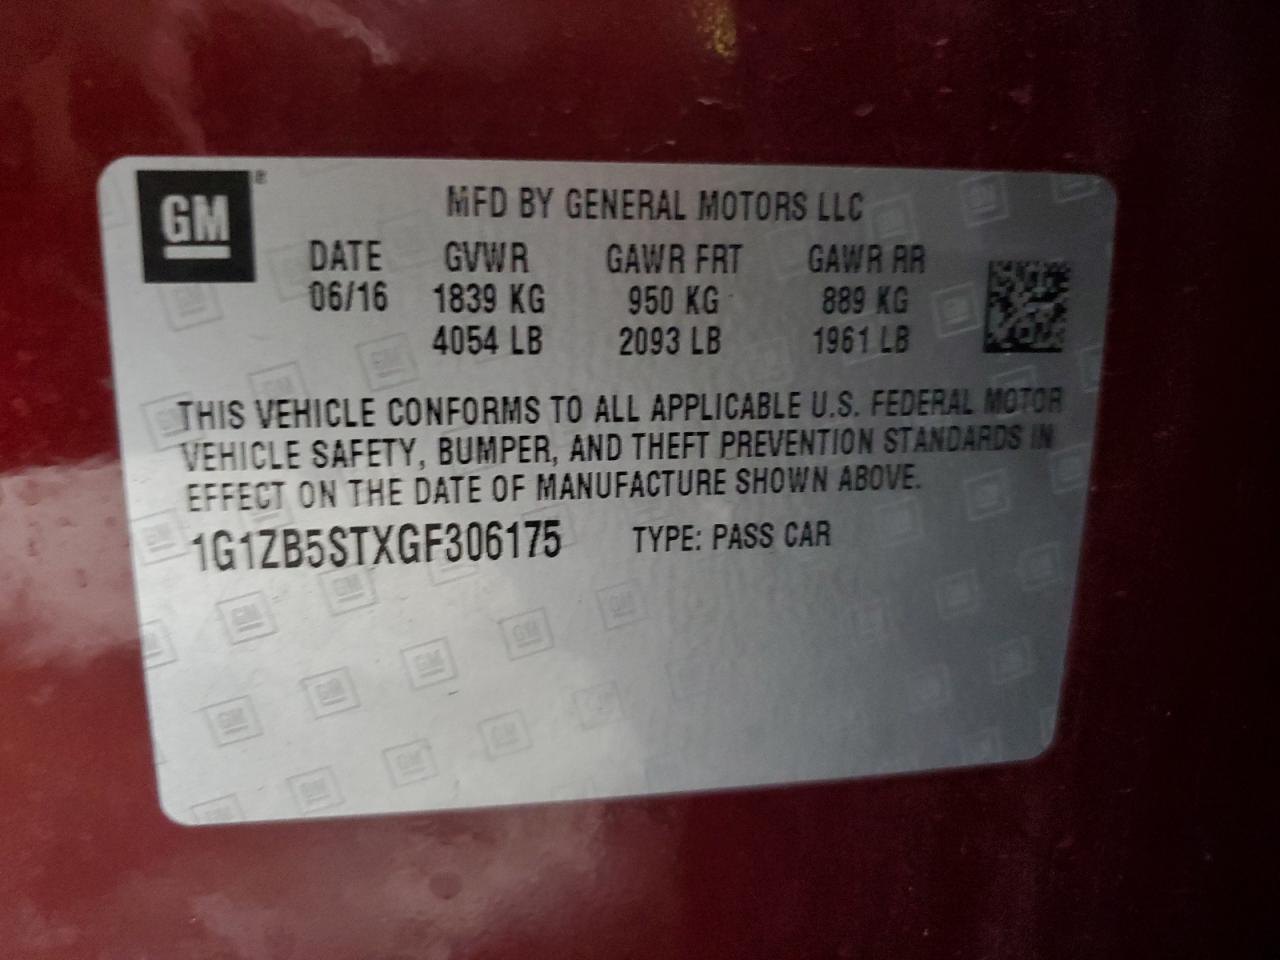 GM
MFD BY GENERAL MOTORS LLC
DATE GVWR GAWR FRT GAWR RR
06/16 1839 KG 950 KG 889 KG
4054 LB 2093 LB 1961 LB
THIS VEHICLE CONFORMS TO ALL APPLICABLE U.S. FEDERAL MOTOR
VEHICLE SAFETY, BUMPER, AND THEFT PREVENTION STANDARDS IN
EFFECT ON THE DATE OF MANUFACTURE SHOWN ABOVE.
1G1ZB5STXGF306175 TYPE: PASS CAR